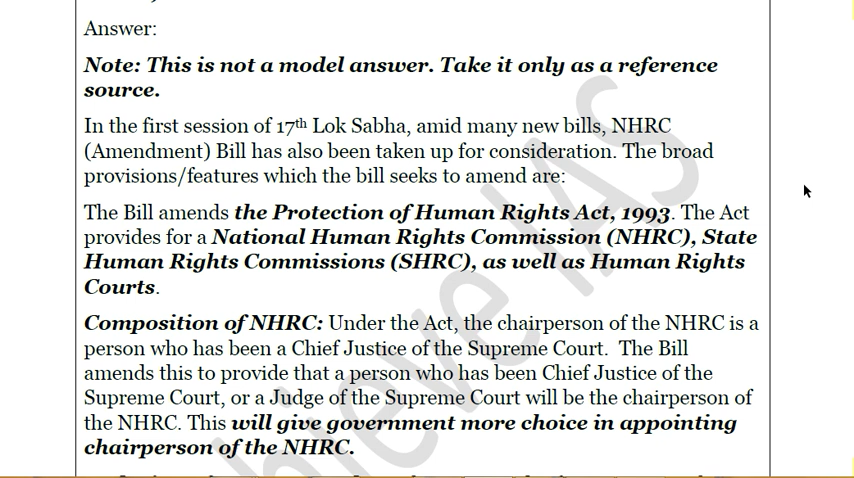 Answer:
Note: This is not a model answer. Take it only as a reference
source.
In the first session of 17th Lok Sabha, amid many new bills, NHRC
(Amendment) Bill has also been taken up for consideration. The broad
provisions/features which the bill seeks to amend are:
The Bill amends the Protection of Human Rights Act, 1993. The Act
provides for a National Human Rights Commission (NHRC), State
Human Rights Commissions (SHRC), as well as Human Rights
Courts.
Composition of NHRC: Under the Act, the chairperson of the NHRC is a
person who has been a Chief Justice of the Supreme Court. The Bill
amends this to provide that a person who has been Chief Justice of the
Supreme Court, or a Judge of the Supreme Court will be the chairperson of
the NHRC. This will give government more choice in appointing
chairperson of the NHRC.
hieve IAS